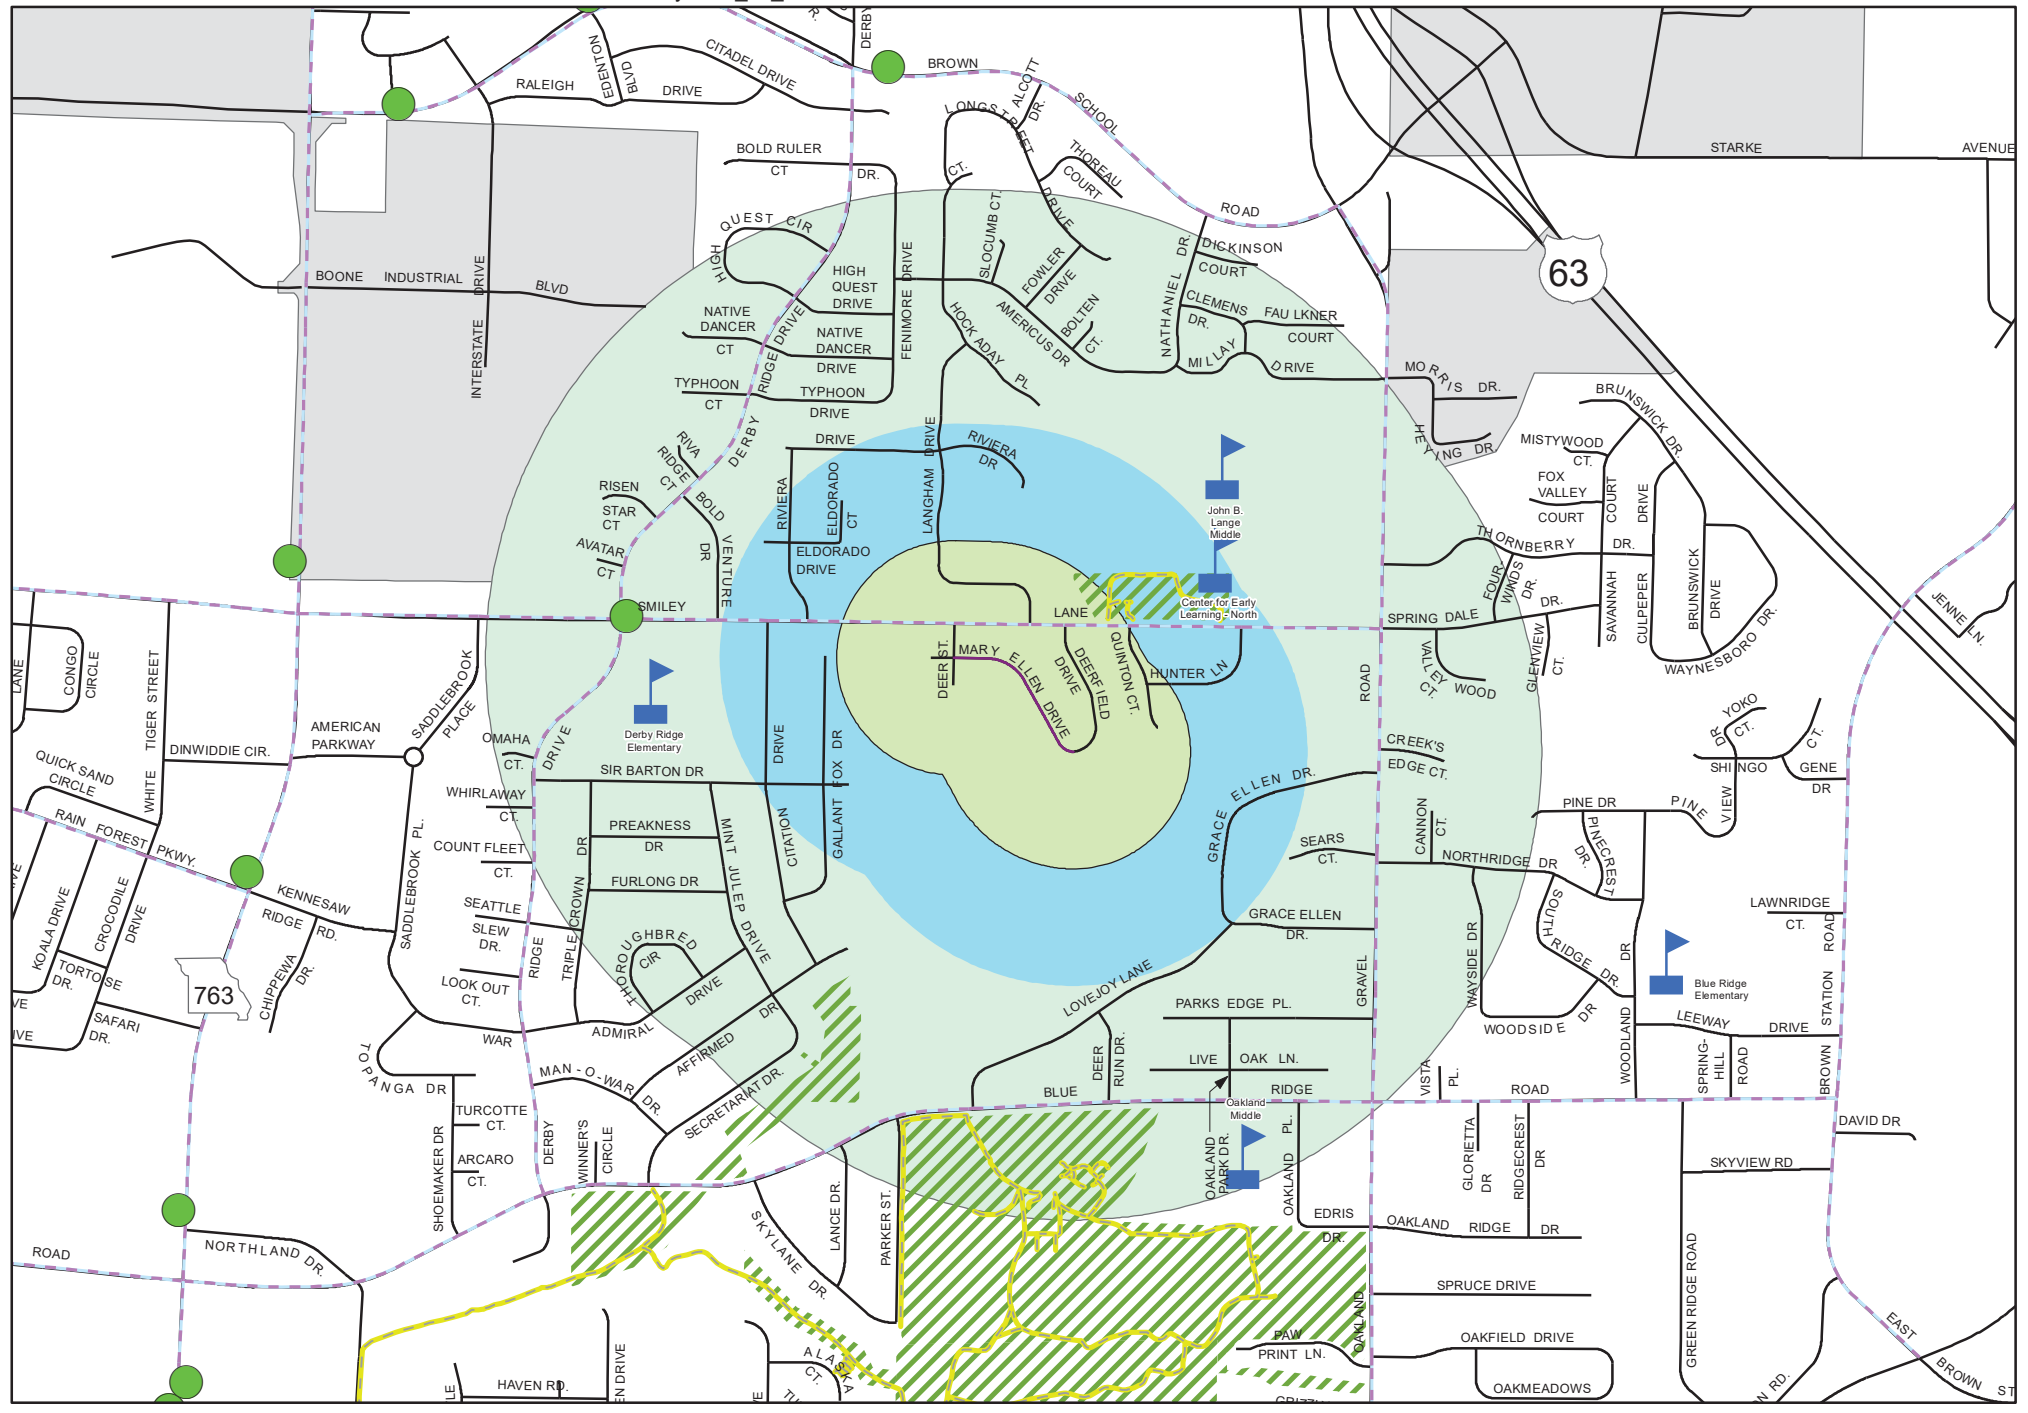 DERBY
DR.
BROWN
SCHOOL
ROAD
CITADEL DRIVE
EDENTON
BLVD
RALEIGH
DRIVE
ALCOTT
DR.
LONGSTREET
DRIVE
THOREAU
COURT
STARKE
AVENUE
BOLD RULER
CT
DR.
CT.
QUEST CIR
HIGH
HIGH
QUEST
DRIVE
FENIMORE DRIVE
SLOCUMB CT.
FOWLER
DRIVE
BOLTEN
CT.
AMERICUS DR
HOCKADAY
PL
NATHANIEL DR.
DICKINSON
COURT
CLEMENS
DR.
FAULKNER
COURT
MILLAY
DRIVE
63
BOONE INDUSTRIAL
BLVD
INTERSTATE DRIVE
NATIVE
DANCER
CT
NATIVE
DANCER
DRIVE
TYPHOON
CT
TYPHOON
DRIVE
DERBY
RIDGE DRIVE
MORRIS DR.
HEYING DR.
BRUNSWICK DR.
MISTYWOOD
CT.
FOX
VALLEY
COURT
COURT
SAVANNAH
CULPEPER
DRIVE
BRUNSWICK
DRIVE
WAYNESBORO DR.
THORNBERRY
DR.
FOUR-
WINDS
DR.
RIVA
RIDGE
CT
RISEN
STAR
CT
AVATAR
CT
BOLD
VENTURE
DR
DRIVE
RIVIERA
ELDORADO
CT
ELDORADO
DRIVE
LANGHAM DRIVE
RIVIERA
DR
John B.
Lange
Middle
Center for Early
Learning - North
SMILEY
LANE
SPRING DALE
DR.
GLENVIEW
CT.
VALLEY
CT.
WOOD
JENNE LN.
DEER ST.
MARY ELLEN DRIVE
DEERFIELD
DRIVE
QUINTON CT.
HUNTER LN
ROAD
LANE
CONGO
CIRCLE
WHITE TIGER STREET
SADDLEBROOK
PLACE
AMERICAN
PARKWAY
DINWIDDIE CIR.
QUICK SAND
CIRCLE
RAIN FOREST PKWY.
Derby Ridge
Elementary
OMAHA
CT.
DRIVE
SIR BARTON DR
DRIVE
CITATION
GALLANT FOX DR
WHIRLAWAY
CT.
PREAKNESS
DR
MINT JULEP DRIVE
COUNT FLEET
CT.
FURLONG DR
TRIPLE CROWN DR
SEATTLE
SLEW
DR.
RIDGE
THOROUGHBRED
CIR
LOOK OUT
CT.
KENNESAW
RIDGE RD.
SADDLEBROOK PL.
KOALA DRIVE
CROCODILE
DRIVE
TORTOISE
DR.
SAFARI
DR.
CHIPPEWA
DR.
763
WAR
ADMIRAL
DRIVE
AFFIRMED
DR
MAN-O-WAR
DR.
SECRETARIAT DR.
TOPANGA DR
TURCOTTE
CT.
ARCARO
CT.
SHOEMAKER DR
DERBY
WINNER'S
CIRCLE
GRACE ELLEN DR.
CREEK'S
EDGE CT.
SEARS
CT.
CANNON
CT.
NORTHRIDGE DR
GRACE ELLEN
DR.
LOVEJOY LANE
GRAVEL
PARKS EDGE PL.
DEER
RUN DR.
LIVE
OAK LN.
BLUE
RIDGE
ROAD
VISTA
PL.
YOKO
CT.
DR
VIEW
SHINGO
GENE
DR
CT.
PINE DR
PINE
PINECREST
DR.
SOUTH
RIDGE DR.
WAYSIDE DR
WOODSIDE DR
WOODLAND
DR
LAWNRIDGE
CT.
Blue Ridge
Elementary
LEEWAY
DRIVE
SPRING-
HILL
ROAD
BROWN
STATION
ROAD
DAVID DR
Oakland
Middle
OAKLAND
PARK DR.
OAKLAND
PL.
EDRIS
DR.
OAKLAND
RIDGE
DR
GLORIETTA
DR
RIDGECREST
DR
SKYVIEW RD
GREEN RIDGE ROAD
SPRUCE DRIVE
OAKLAND
OAKFIELD DRIVE
OAKMEADOWS
PAW
PRINT LN.
EAST
BROWN
ROAD
NORTHLAND DR.
SKYLANE DR.
LANCE DR.
PARKER ST.
ALASKA
CT.
HAVEN RD.